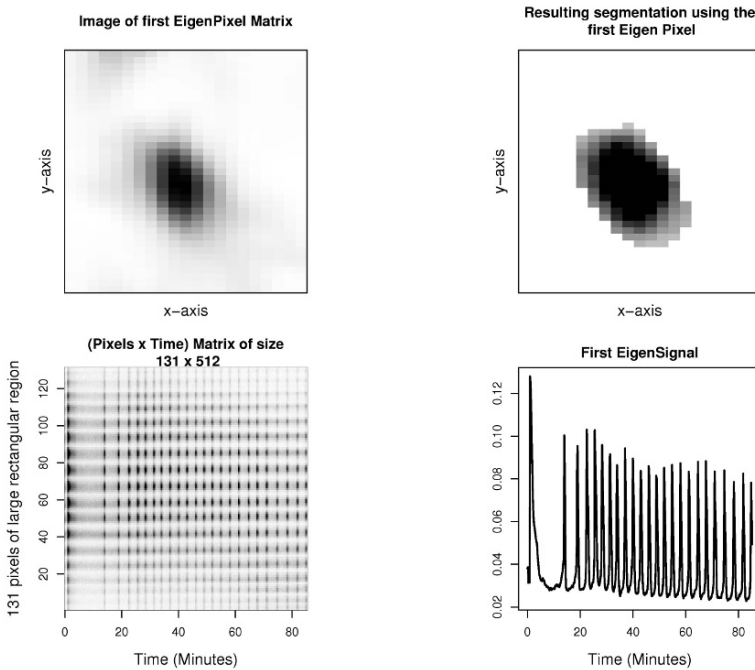 Image of first EigenPixel Matrix
y−axis
x−axis
Resulting segmentation using the
first Eigen Pixel
y−axis
x−axis
(Pixels x Time) Matrix of size
131 x 512
131 pixels of large rectangular region
120
100
80
60
40
20
0 20 40 60 80
Time (Minutes)
First EigenSignal
0.12
0.10
0.08
0.06
0.04
0.02
0 20 40 60 80
Time (Minutes)